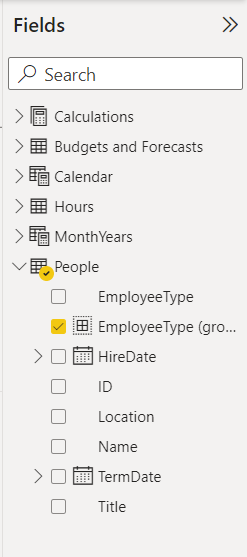 Fields
Search
Calculations
Budgets and Forecasts
Calendar
Hours
MonthYears
People
EmployeeType
EmployeeType (gro...
HireDate
ID
Location
Name
TermDate
Title